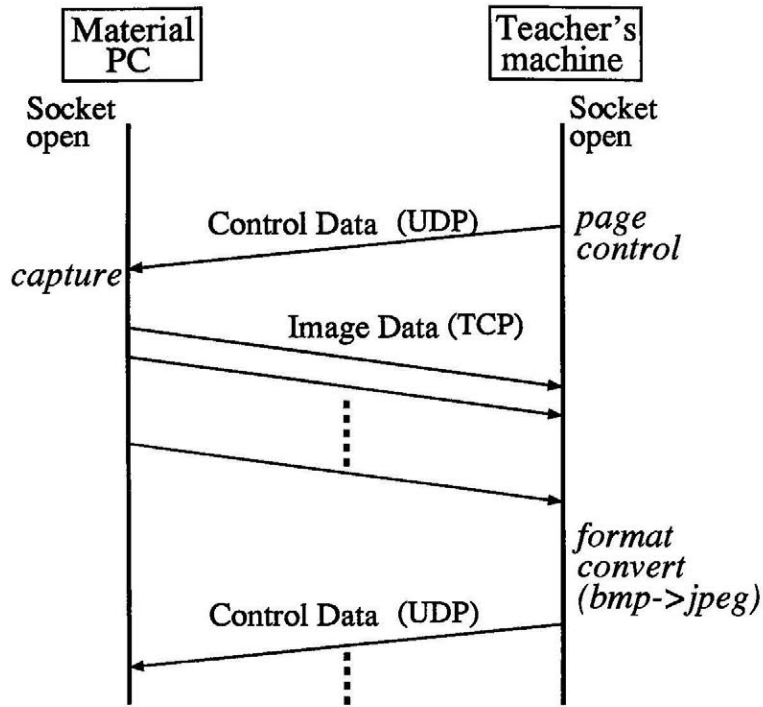 Material
PC
Teacher's
machine
Socket
open
Socket
open
Control Data (UDP)
page
control
capture
Image Data (TCP)
format
convert
(bmp->jpeg)
Control Data (UDP)